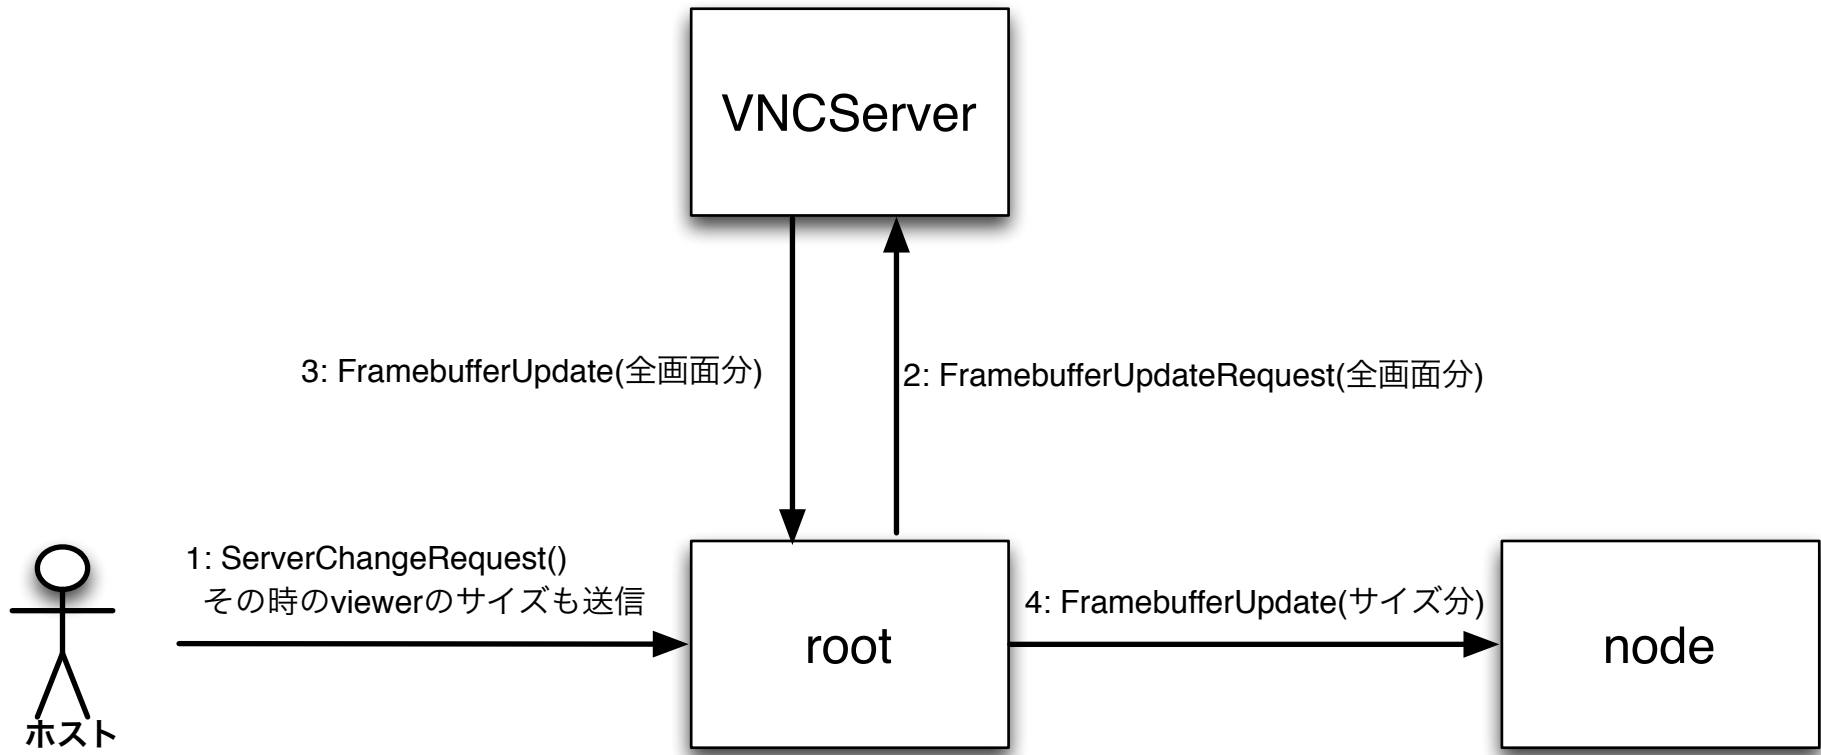 VNCServer
3: FramebufferUpdate(全画面分)
2: FramebufferUpdateRequest(全画面分)
1: ServerChangeRequest()
その時のviewerのサイズも送信
4: FramebufferUpdate(サイズ分)
root
node
ホスト